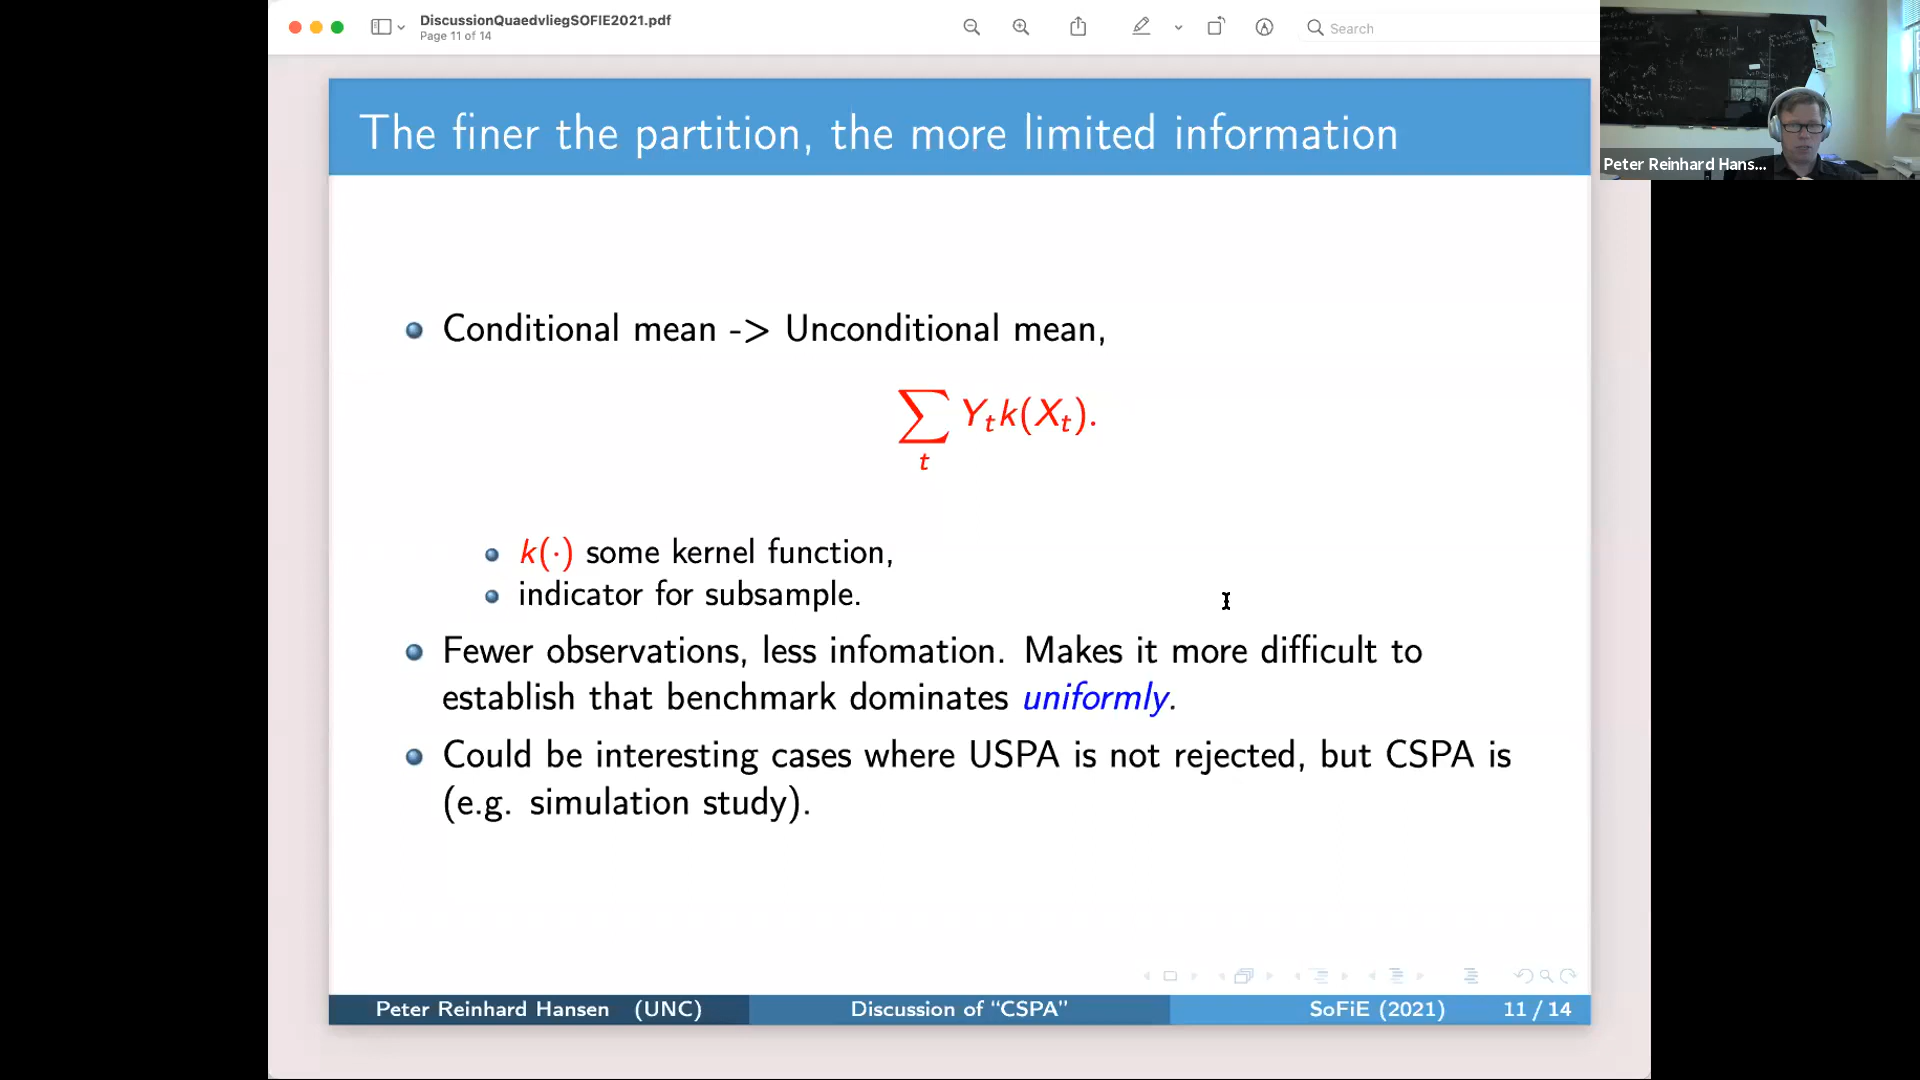 DiscussionQuaedvliegSOFIE2021.pdf
Page 11 of 14
Search
Peter Reinhard Hans...
The finer the partition, the more limited information
Conditional mean -> Unconditional mean,
∑ Y_t k(X_t).
t
k(·) some kernel function,
indicator for subsample.
Fewer observations, less infomation. Makes it more difficult to
establish that benchmark dominates uniformly.
Could be interesting cases where USPA is not rejected, but CSPA is
(e.g. simulation study).
Peter Reinhard Hansen (UNC) Discussion of “CSPA” SoFiE (2021) 11 / 14